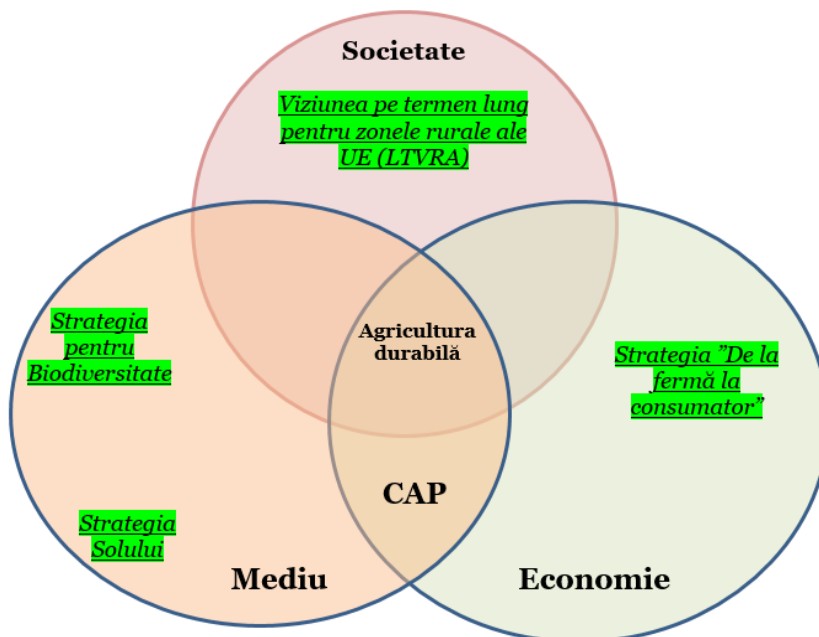 Societate
Viziunea pe termen lung
pentru zonele rurale ale
UE (LTVRA)
Strategia
pentru
Biodiversitate
Agricultura
durabilă
Strategia ”De la
fermă la
consumator”
CAP
Strategia
Solului
Mediu
Economie